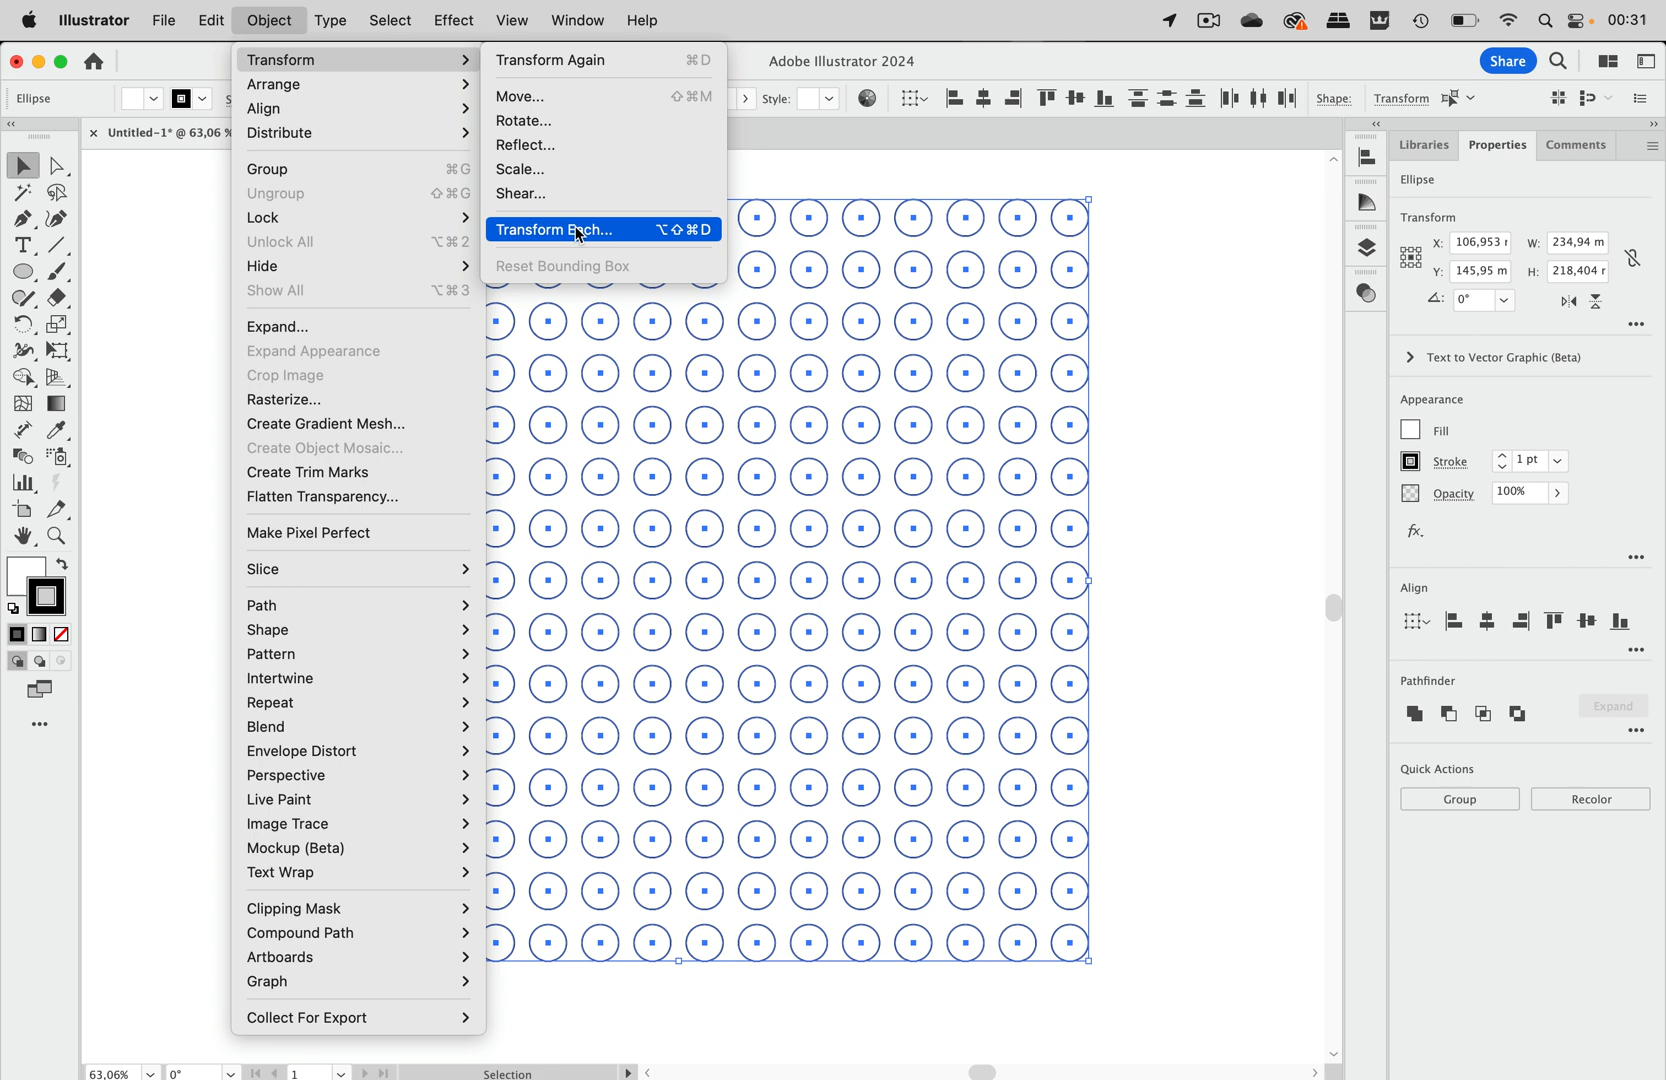 Illustrator File Edit Object Type Select Effect View Window Help 00:31
Adobe Illustrator 2024
Share
Ellipse
Style:
Shape:
Transform
Untitled-1* @ 63,06 %
Transform
Arrange
Align
Distribute
Group ⌘G
Ungroup ⇧⌘G
Lock
Unlock All ⌥⌘2
Hide
Show All ⌥⌘3
Expand...
Expand Appearance
Crop Image
Rasterize...
Create Gradient Mesh...
Create Object Mosaic...
Create Trim Marks
Flatten Transparency...
Make Pixel Perfect
Slice
Path
Shape
Pattern
Intertwine
Repeat
Blend
Envelope Distort
Perspective
Live Paint
Image Trace
Mockup (Beta)
Text Wrap
Clipping Mask
Compound Path
Artboards
Graph
Collect For Export
Transform Again ⌘D
Move... ⇧⌘M
Rotate...
Reflect...
Scale...
Shear...
Transform Each... ⌥⇧⌘D
Reset Bounding Box
Libraries Properties Comments
Ellipse
Transform
X: 106,953 W: 234,94 m
Y: 145,95 m H: 218,404
0°
Text to Vector Graphic (Beta)
Appearance
Fill
Stroke 1 pt
Opacity 100%
fx.
Align
Pathfinder
Expand
Quick Actions
Group Recolor
63,06% 0° 1 Selection